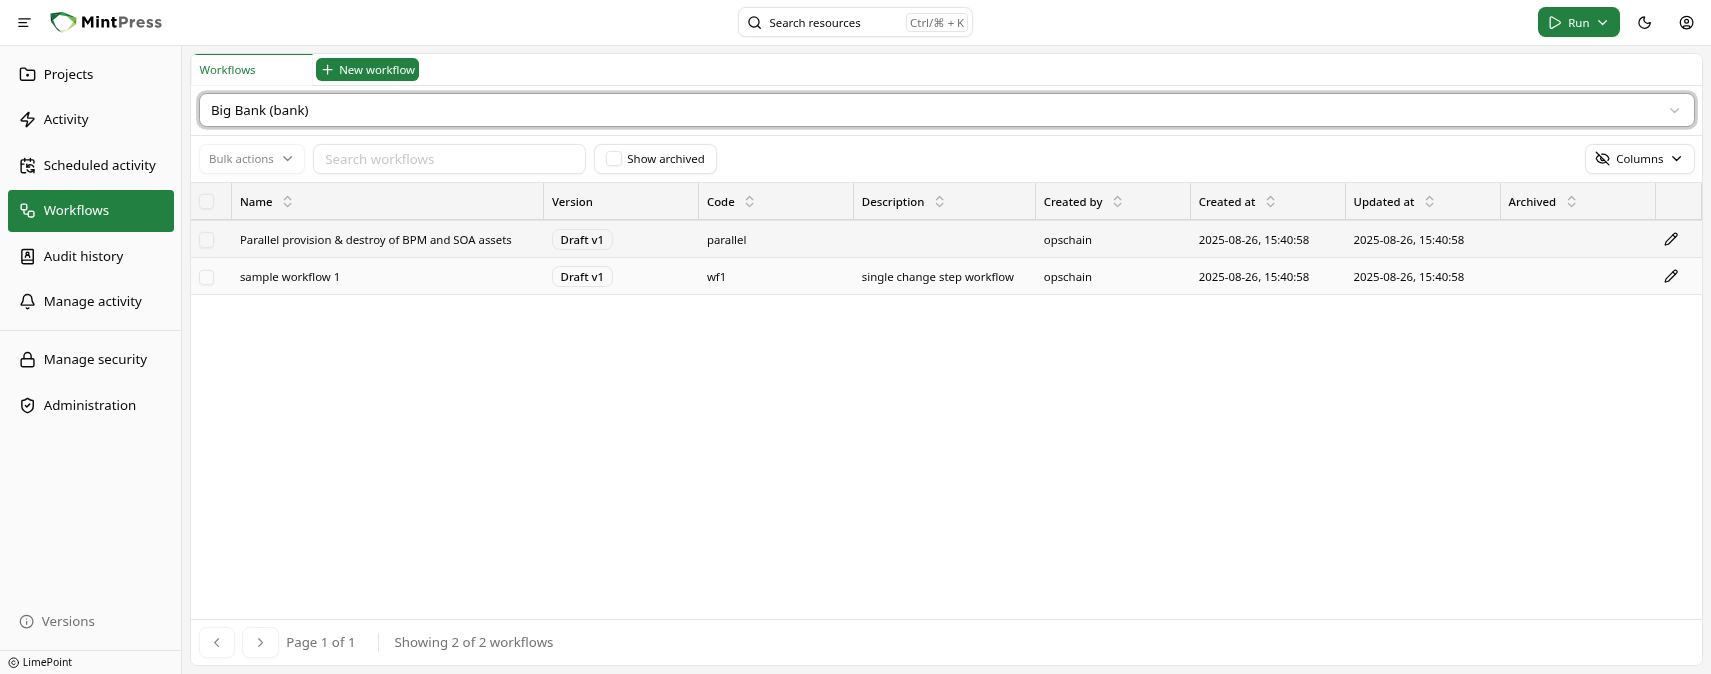 MintPress
Search resources Ctrl/⌘ + K
Run
Projects
Activity
Scheduled activity
Workflows
Audit history
Manage activity
Manage security
Administration
Versions
© LimePoint
Workflows + New workflow
Big Bank (bank)
Bulk actions Search workflows Show archived Columns
Name Version Code Description Created by Created at Updated at Archived
Parallel provision & destroy of BPM and SOA assets Draft v1 parallel opschain 2025-08-26, 15:40:58 2025-08-26, 15:40:58
sample workflow 1 Draft v1 wf1 single change step workflow opschain 2025-08-26, 15:40:58 2025-08-26, 15:40:58
Page 1 of 1 Showing 2 of 2 workflows